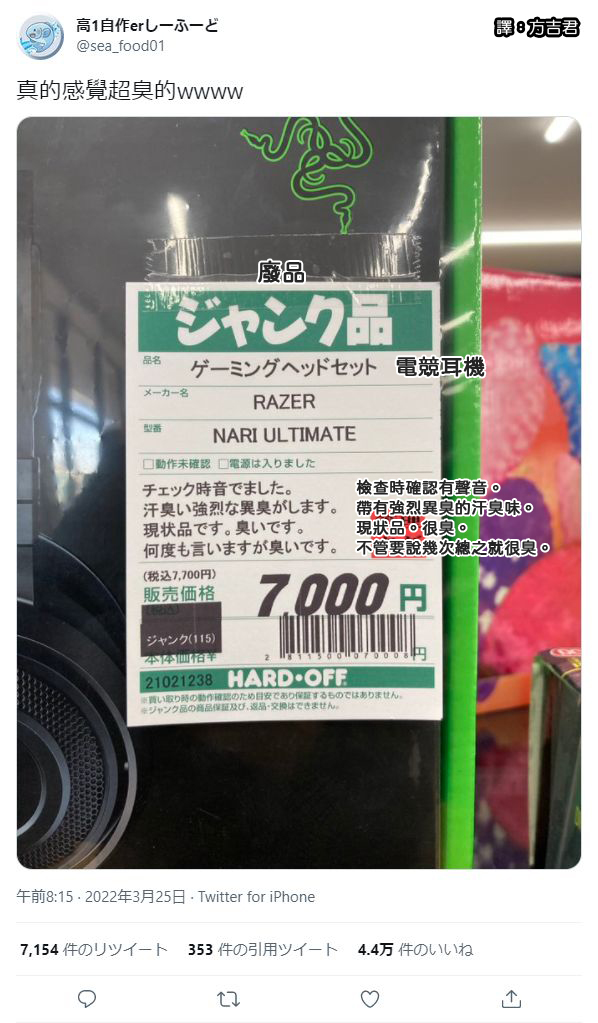 高1自作erしーふーど
@sea_food01
譯:方吉君
真的感覺超臭的wwww
廢品
ジャンク品
品名
ゲーミングヘッドセット
電競耳機
メーカー名
RAZER
型番
NARI ULTIMATE
□動作未確認 □電源は入りました
チェック時音でました。
汗臭い強烈な異臭がします。
現状品です。臭いです。
何度も言いますが臭いです。
檢查時確認有聲音。
帶有強烈異臭的汗臭味。
現狀品。很臭。
不管要說幾次總之就很臭。
(税込7,700円)
販売価格
(税込)
7,000円
ジャンク(115)
本体価格¥
円
2811500070008
21021238 HARD・OFF
※買い取り時の動作確認のため目安であり保証するものではありません。
※ジャンク品の商品保証及び、返品・交換はできません。
午前8:15 · 2022年3月25日 · Twitter for iPhone
7,154 件のリツイート 353 件の引用ツイート 4.4万 件のいいね